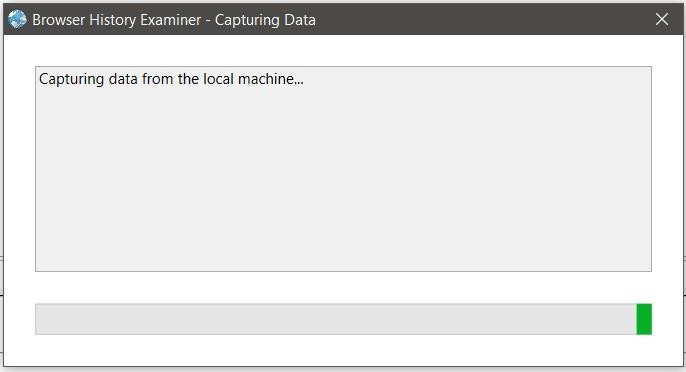 Browser History Examiner - Capturing Data
Capturing data from the local machine...